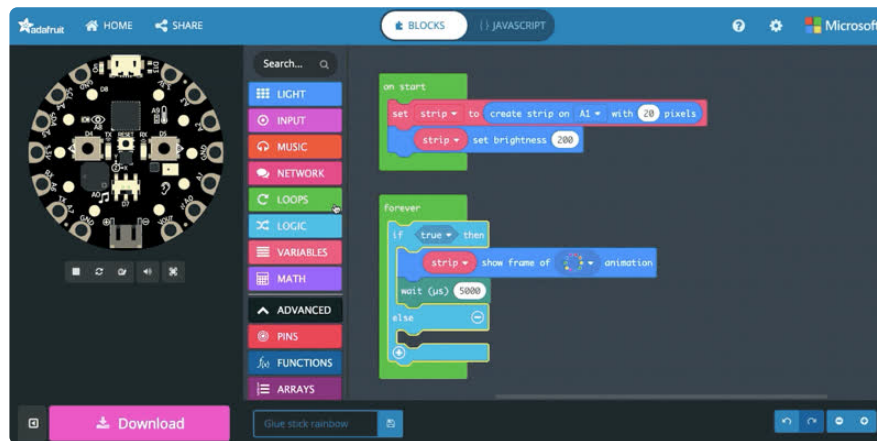 adafruit
HOME
SHARE
BLOCKS
{ } JAVASCRIPT
Microsoft
Search...
LIGHT
INPUT
MUSIC
NETWORK
LOOPS
LOGIC
VARIABLES
MATH
ADVANCED
PINS
f(x) FUNCTIONS
ARRAYS
on start
set strip to create strip on A1 with 20 pixels
strip set brightness 200
forever
if true then
strip show frame of animation
wait (µs) 5000
else
Download
Glue stick rainbow